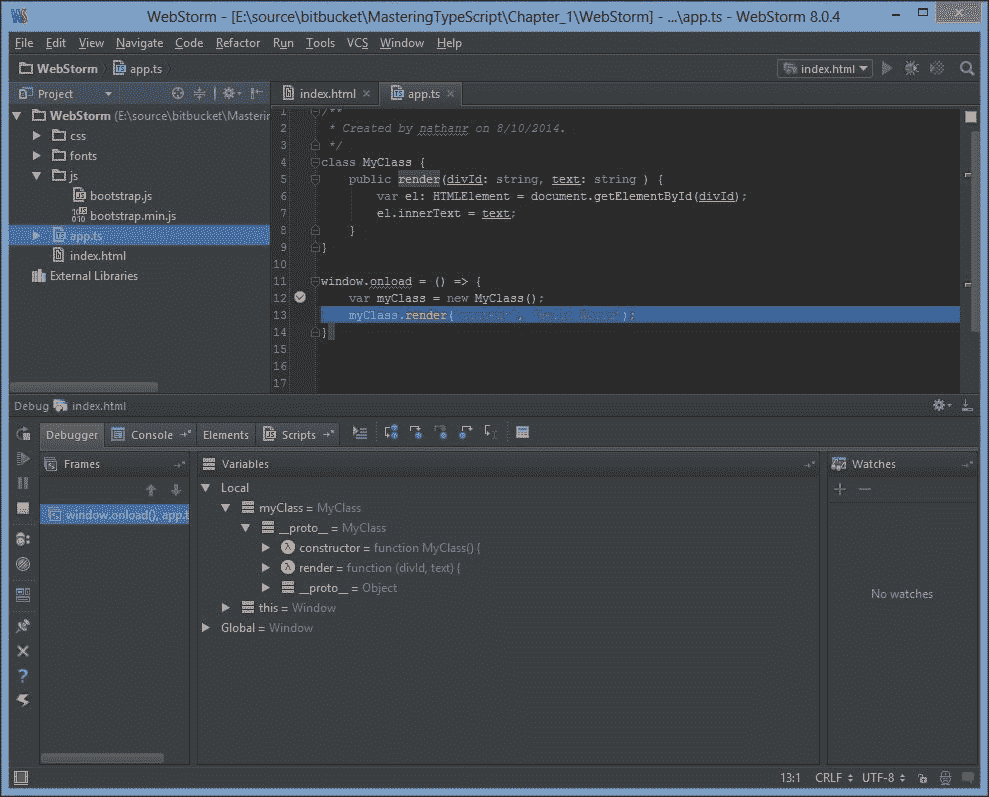 WebStorm - [E:\source\bitbucket\MasteringTypeScript\Chapter_1\WebStorm] - ...\app.ts - WebStorm 8.0.4
File Edit View Navigate Code Refactor Run Tools VCS Window Help
WebStorm app.ts index.html
Project index.html app.ts
WebStorm (E:\source\bitbucket\Mastering
css
fonts
js
bootstrap.js
bootstrap.min.js
app.ts
index.html
External Libraries
1 /**
2 * Created by nathanr on 8/10/2014.
3 */
4 class MyClass {
5 public render(divId: string, text: string ) {
6 var el: HTMLElement = document.getElementById(divId);
7 el.innerText = text;
8 }
9 }
10
11 window.onload = () => {
12 var myClass = new MyClass();
13 myClass.render( );
14 }
15
16
17
Debug index.html
Debugger Console Elements Scripts
Frames Variables Watches
window.onload(), app.t
Local
myClass = MyClass
__proto__ = MyClass
constructor = function MyClass() {
render = function (divId, text) {
__proto__ = Object
this = Window
Global = Window
No watches
13:1 CRLF UTF-8